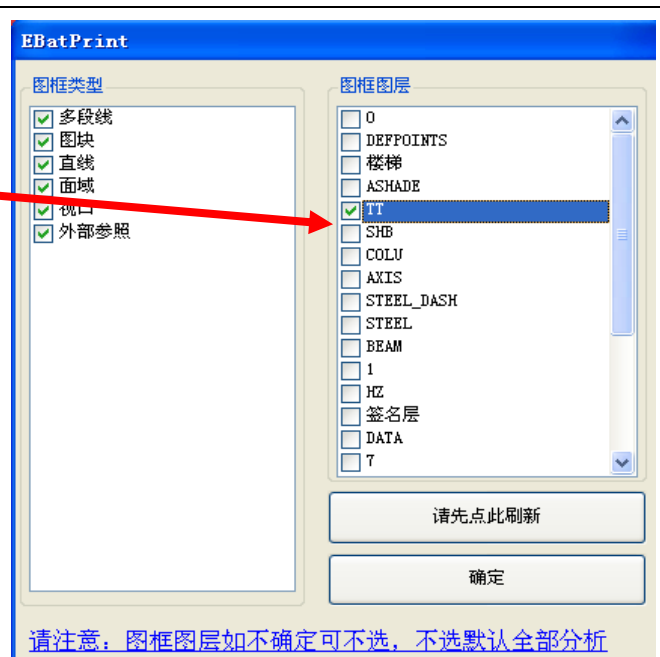 EBatPrint
图框类型
多段线
图块
直线
面域
视口
外部参照
图框图层
0
DEFPOINTS
楼梯
ASHADE
TT
SHB
COLU
AXIS
STEEL_DASH
STEEL
BEAM
1
HZ
签名层
DATA
7
请先点此刷新
确定
请注意：图框图层如不确定可不选，不选默认全部分析